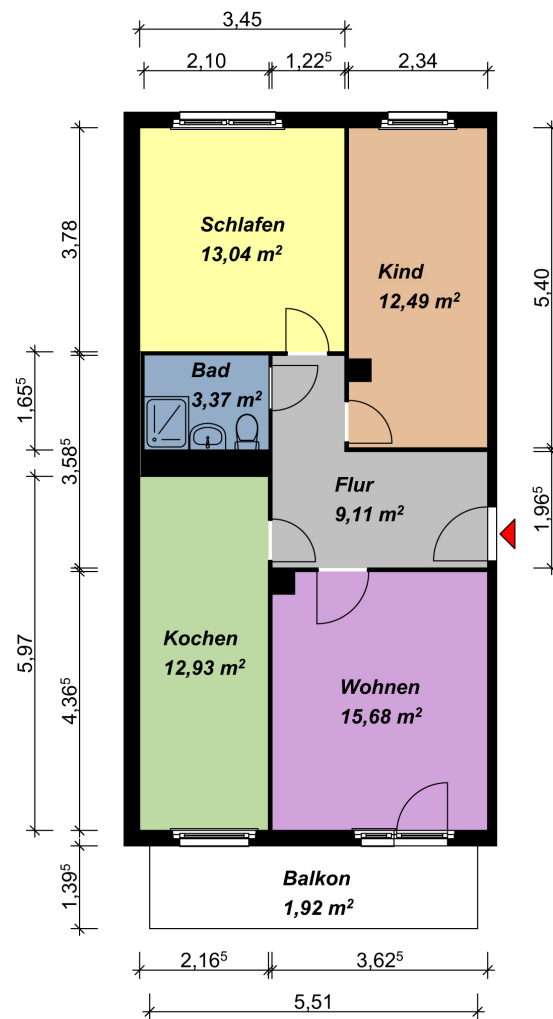 3,45
2,10
1,22⁵
2,34
3,78
Schlafen
13,04 m²
Kind
12,49 m²
5,40
1,65⁵
Bad
3,37 m²
3,58⁵
Flur
9,11 m²
1,96⁵
5,97
Kochen
12,93 m²
4,36⁵
Wohnen
15,68 m²
1,39⁵
Balkon
1,92 m²
2,16⁵
3,62⁵
5,51